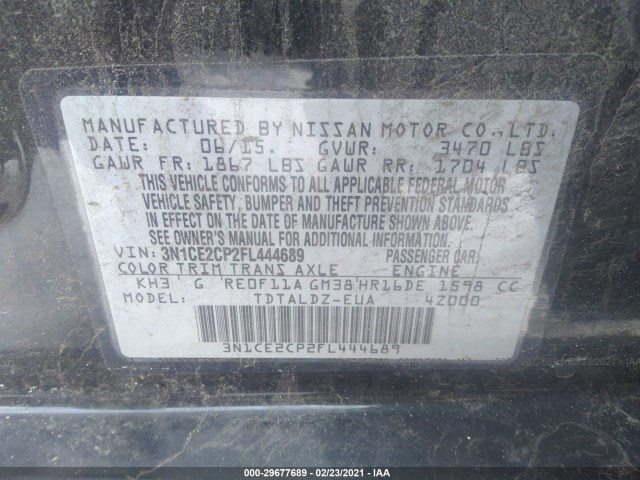 MANUFACTURED BY NISSAN MOTOR CO., LTD.
DATE: 06/15. GVWR: 3470 LBS
GAWR FR: 1867 LBS GAWR RR: 1704 LBS
THIS VEHICLE CONFORMS TO ALL APPLICABLE FEDERAL MOTOR
VEHICLE SAFETY, BUMPER AND THEFT PREVENTION STANDARDS
IN EFFECT ON THE DATE OF MANUFACTURE SHOWN ABOVE.
SEE OWNER'S MANUAL FOR ADDITIONAL INFORMATION.
VIN: 3N1CE2CP2FL444689 PASSENGER CAR.
COLOR TRIM TRANS AXLE ENGINE
KH3 G RE0F11A GM38 HR16DE 1598 CC
MODEL: TDTALDZ-EUA 4Z000
3N1CE2CP2FL444689
000-29677689 - 02/23/2021 - IAA